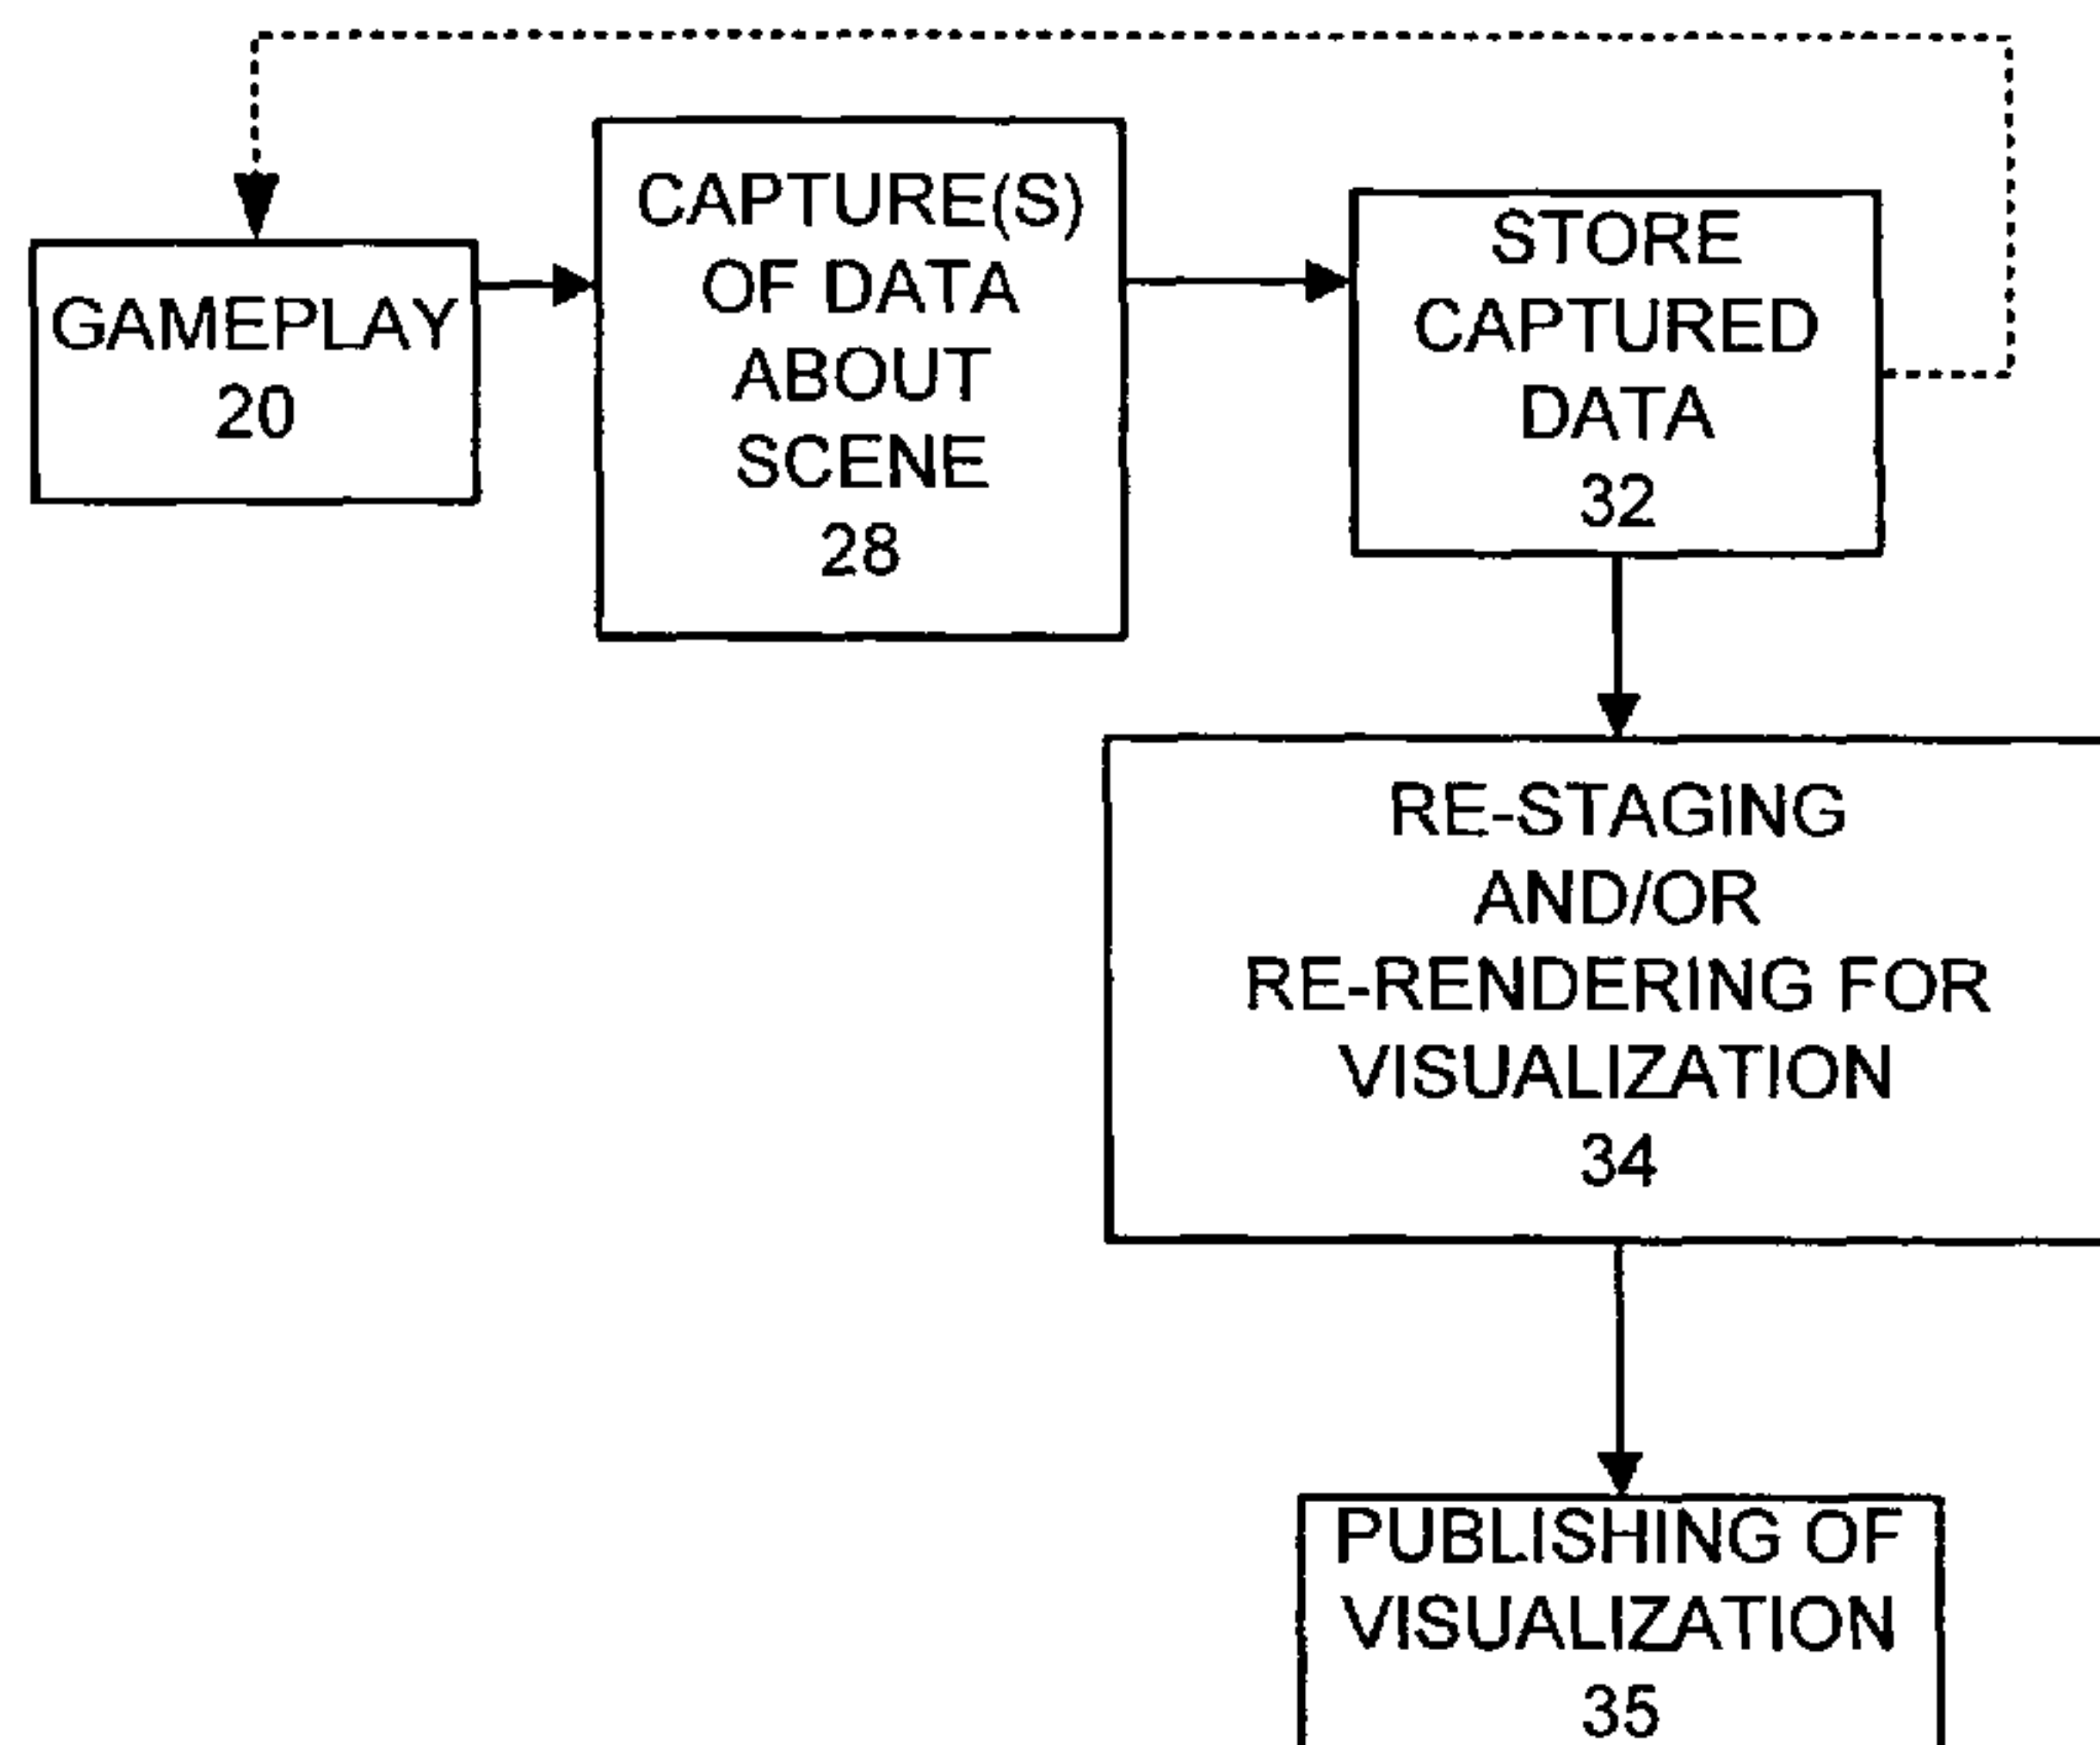 GAMEPLAY
20
CAPTURE(S)
OF DATA
ABOUT
SCENE
28
STORE
CAPTURED
DATA
32
RE-STAGING
AND/OR
RE-RENDERING FOR
VISUALIZATION
34
PUBLISHING OF
VISUALIZATION
35